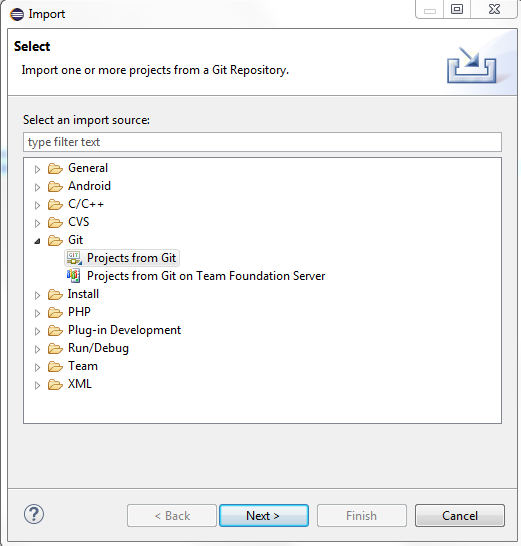 Import
Select
Import one or more projects from a Git Repository.
Select an import source:
type filter text
General
Android
C/C++
CVS
Git
GIT
Projects from Git
Projects from Git on Team Foundation Server
Install
PHP
Plug-in Development
Run/Debug
Team
XML
?
< Back
Next >
Finish
Cancel